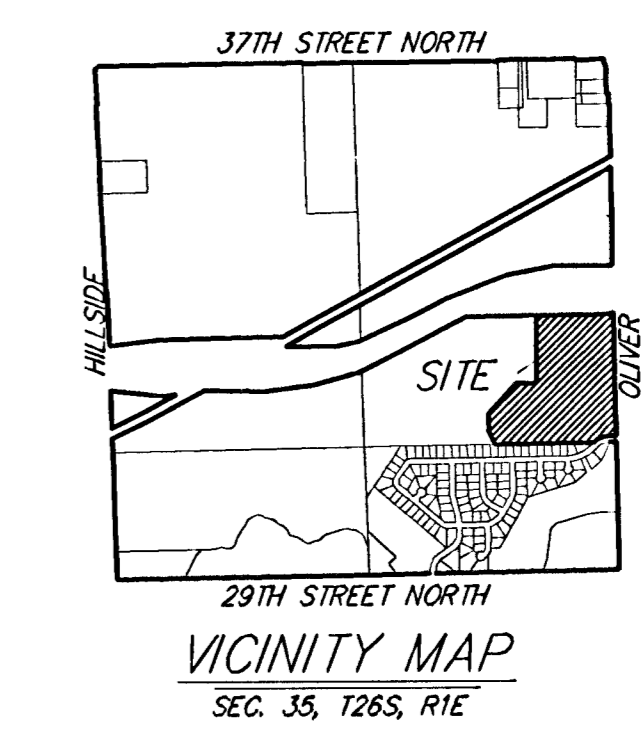 37TH STREET NORTH
HILLSIDE
SITE
OLIVER
29TH STREET NORTH
VICINITY MAP
SEC. 35, T26S, R1E